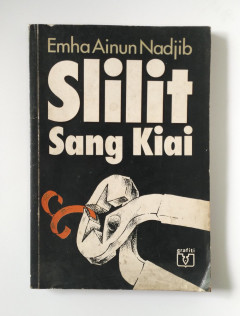 Emha Ainun Nadjib
Slilit
Sang Kiai
grafiti